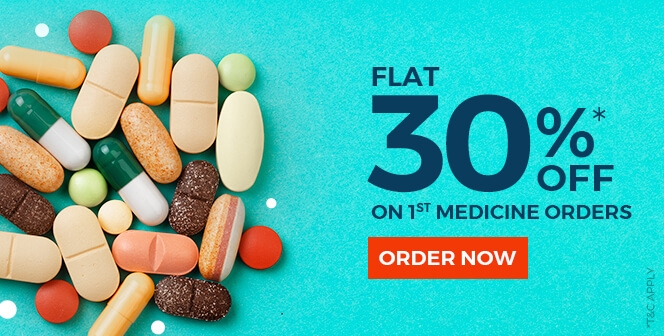 FLAT
30%*
OFF
ON 1ST MEDICINE ORDERS
ORDER NOW
*T&C APPLY